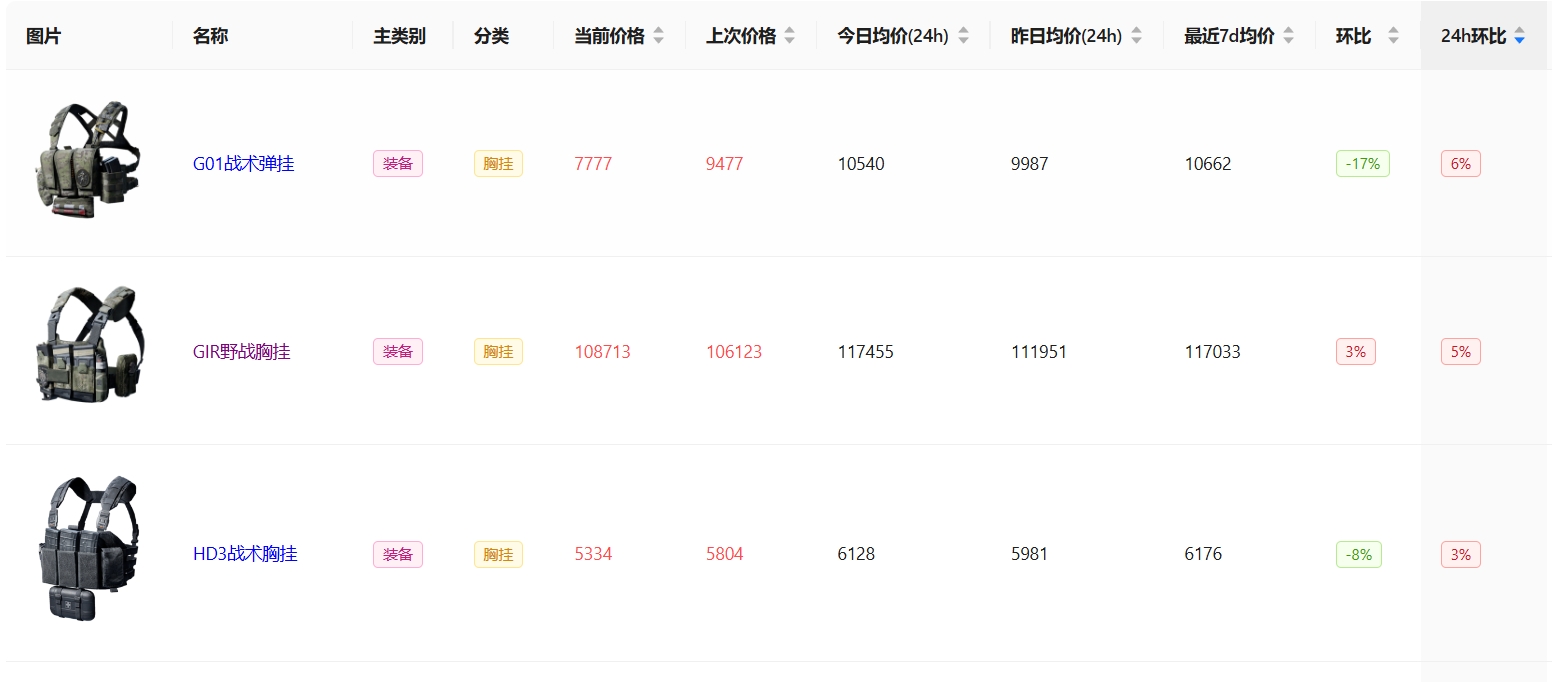 图片 名称 主类别 分类 当前价格 上次价格 今日均价(24h) 昨日均价(24h) 最近7d均价 环比 24h环比
G01战术弹挂 装备 胸挂 7777 9477 10540 9987 10662 -17% 6%
GIR野战胸挂 装备 胸挂 108713 106123 117455 111951 117033 3% 5%
HD3战术胸挂 装备 胸挂 5334 5804 6128 5981 6176 -8% 3%